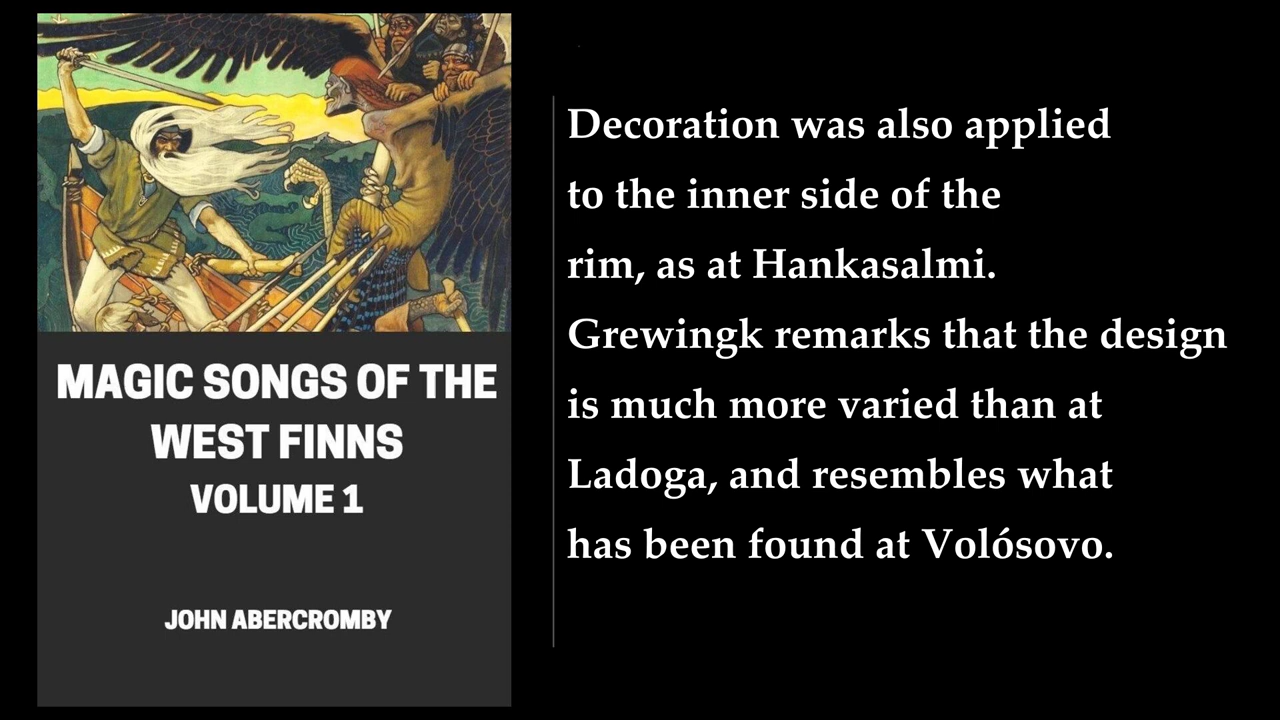 MAGIC SONGS OF THE
WEST FINNS
VOLUME 1
JOHN ABERCROMBY
Decoration was also applied
to the inner side of the
rim, as at Hankasalmi.
Grewingk remarks that the design
is much more varied than at
Ladoga, and resembles what
has been found at Volósovo.